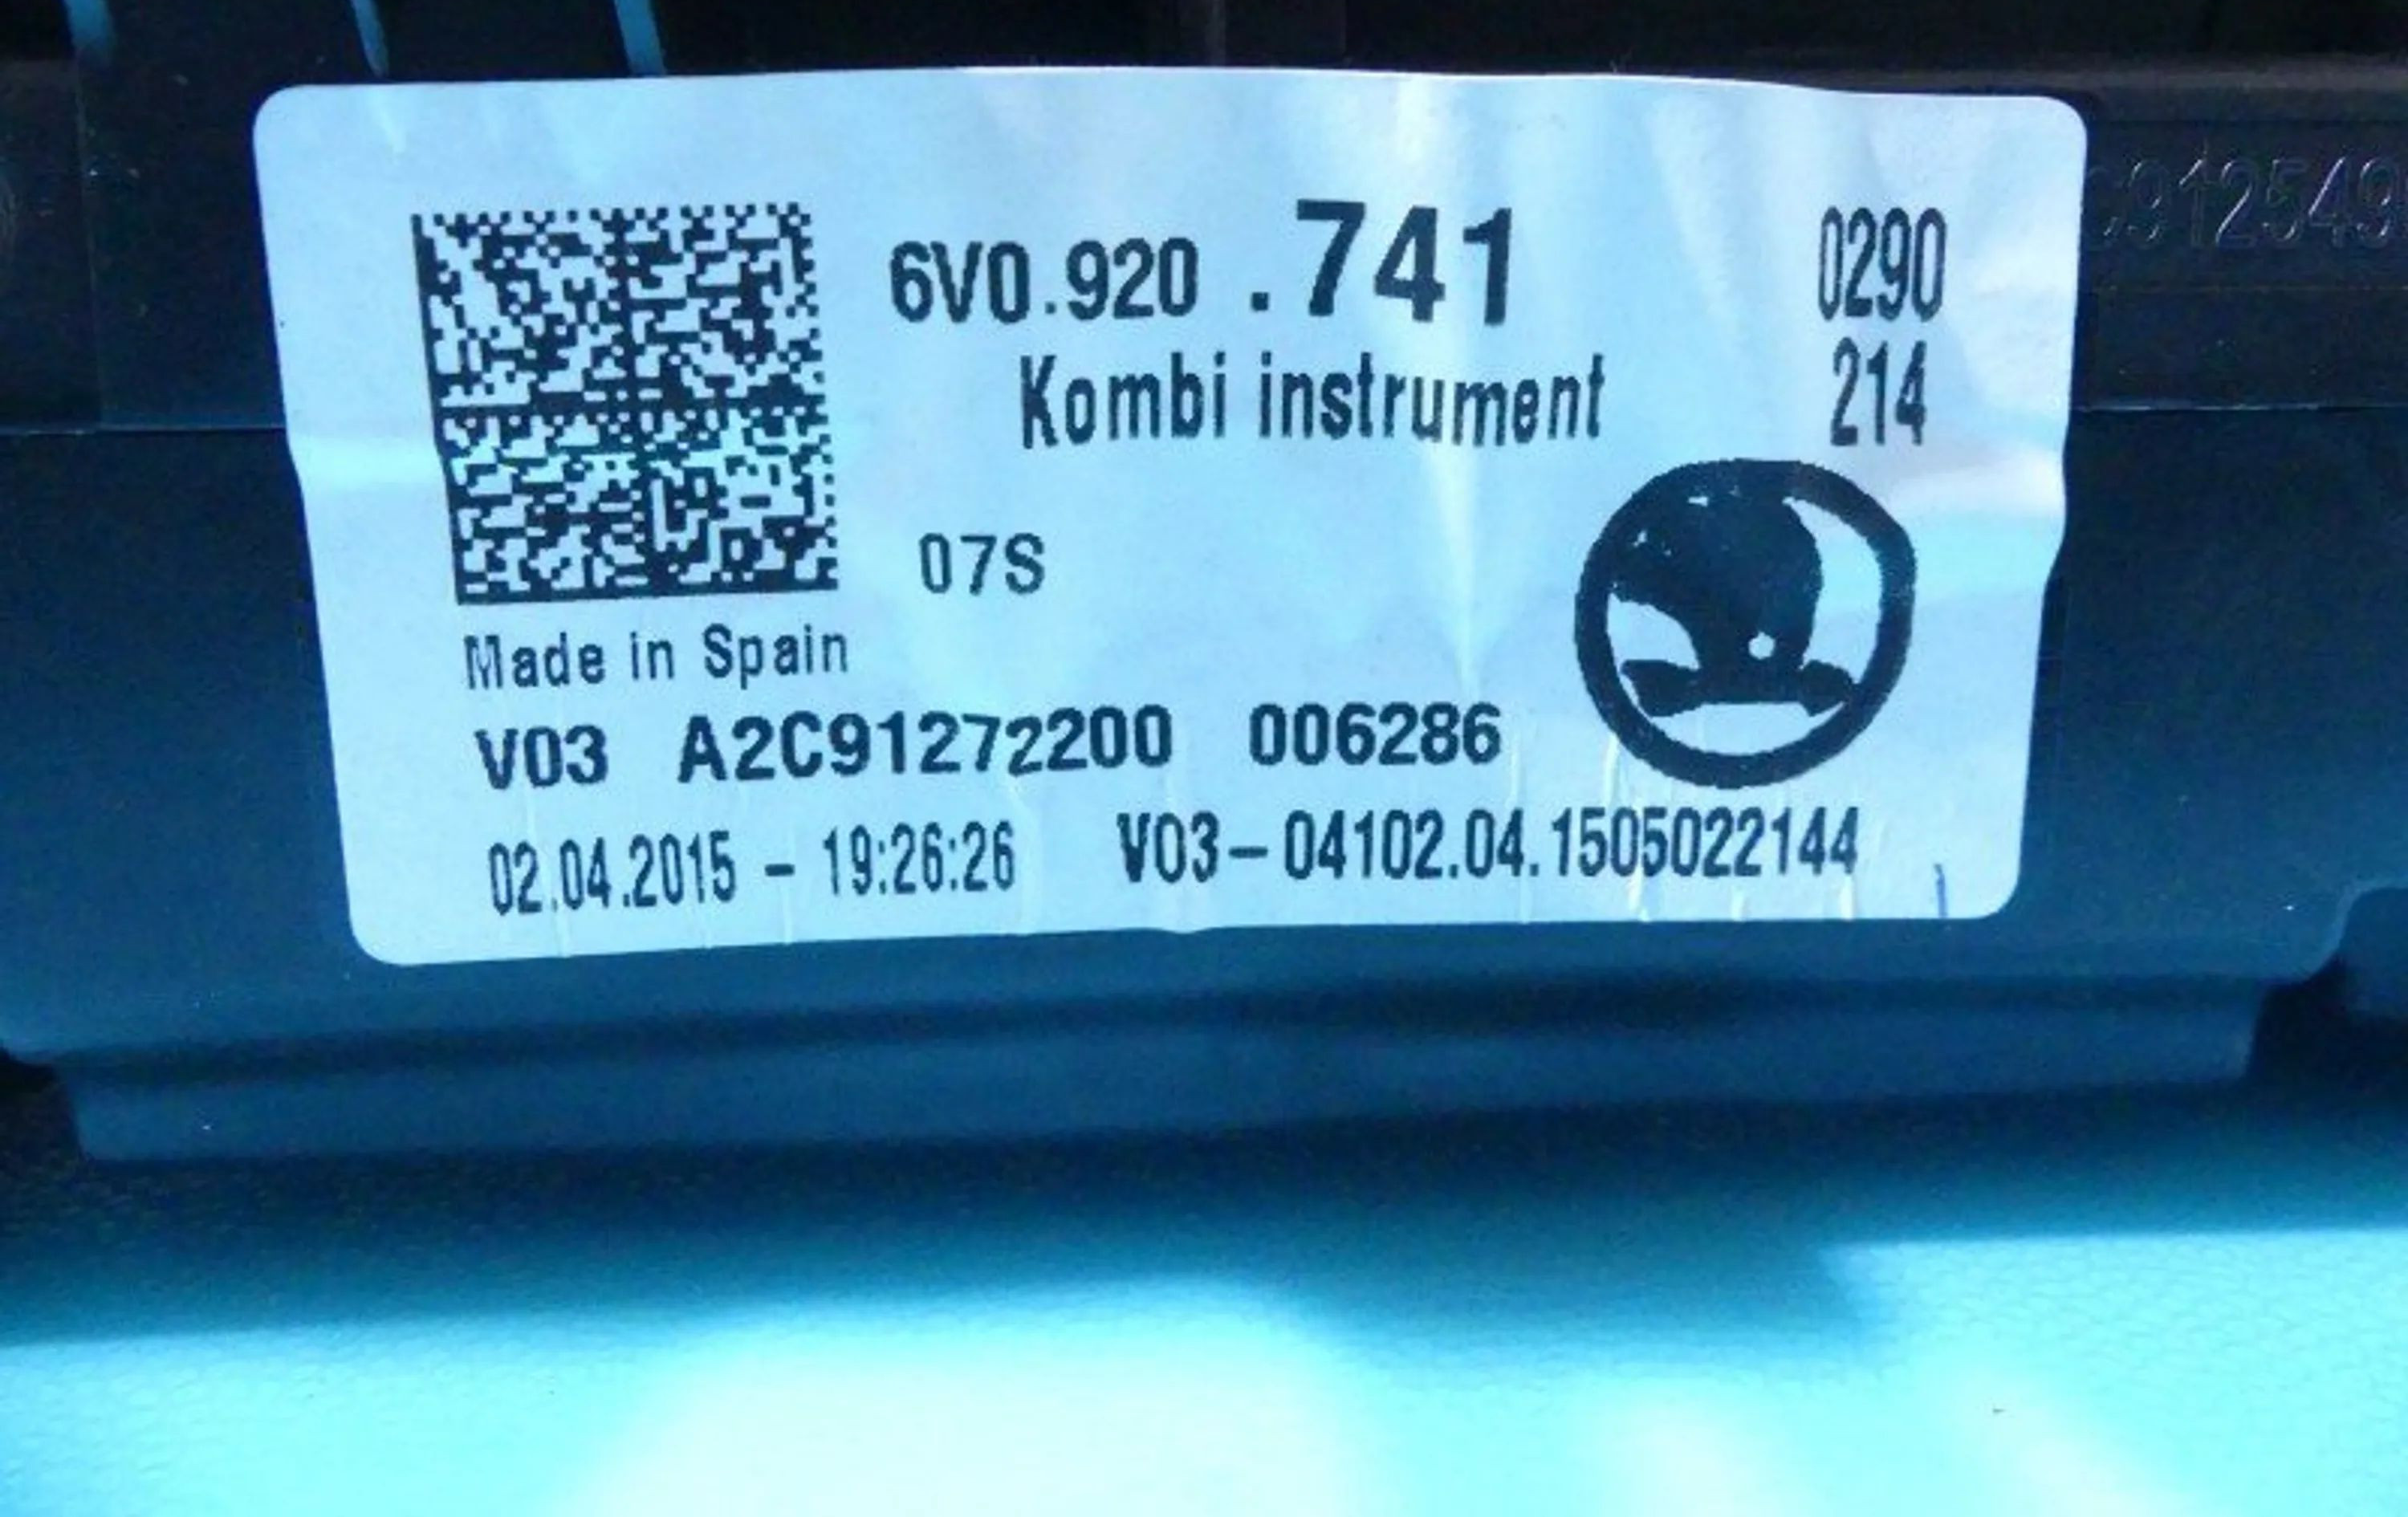 6V0.920 .741 0290
Kombi instrument 214
07S
Made in Spain
V03 A2C91272200 006286
02.04.2015 - 19:26:26 V03-04102.04.1505022144